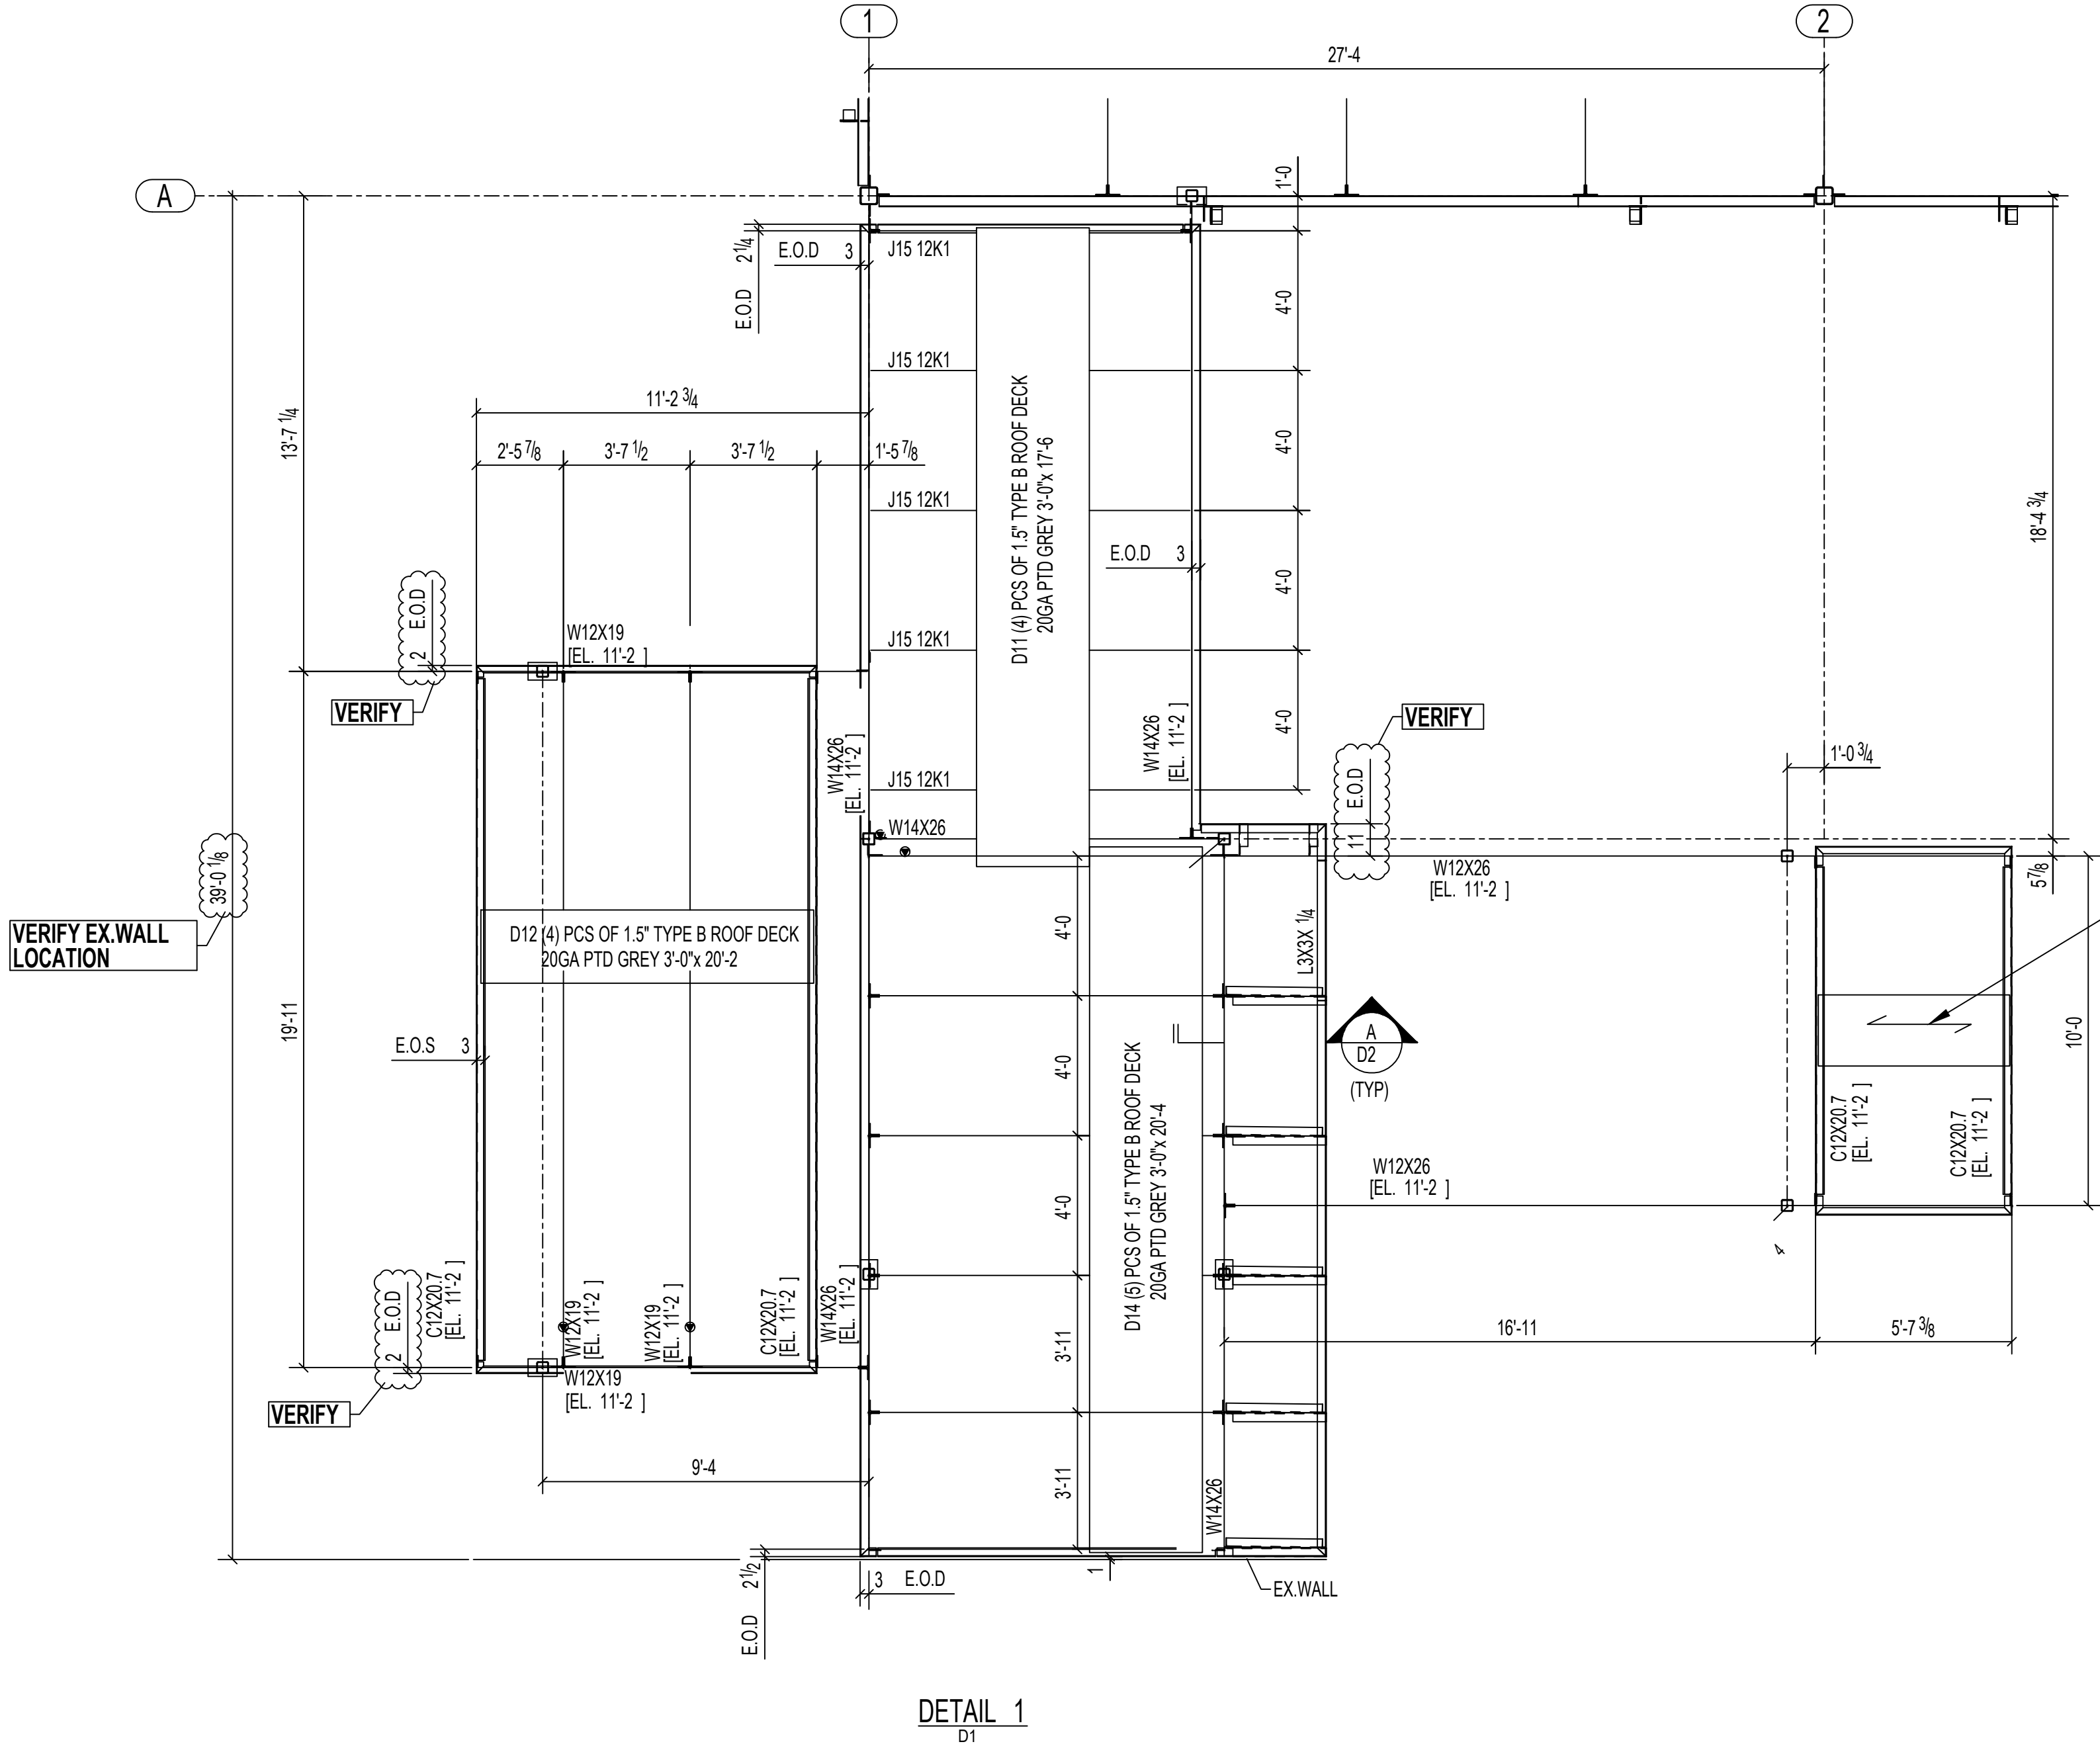 1
2
27'-4
A
1'-0
2 1/4
E.O.D
E.O.D 3
J15 12K1
4'-0
J15 12K1
11'-2 3/4
13'-7 1/4
2'-5 7/8
3'-7 1/2
3'-7 1/2
1'-5 7/8
4'-0
J15 12K1
D11 (4) PCS OF 1.5" TYPE B ROOF DECK
20GA PTD GREY 3'-0"x 17'-6
18'-4 3/4
E.O.D 3
4'-0
2 E.O.D
VERIFY
W12X19
[EL. 11'-2 ]
J15 12K1
4'-0
W14X26
[EL. 11'-2 ]
W14X26
[EL. 11'-2 ]
J15 12K1
VERIFY
11 E.O.D
1'-0 3/4
W14X26
39'-0 1/8
VERIFY EX.WALL
LOCATION
W12X26
[EL. 11'-2 ]
5 7/8
4'-0
L3X3X 1/4
D12 (4) PCS OF 1.5" TYPE B ROOF DECK
20GA PTD GREY 3'-0"x 20'-2
19'-11
E.O.S 3
4'-0
A
D2
(TYP)
10'-0
D14 (5) PCS OF 1.5" TYPE B ROOF DECK
20GA PTD GREY 3'-0"x 20'-4
C12X20.7
[EL. 11'-2 ]
C12X20.7
[EL. 11'-2 ]
4'-0
W12X26
[EL. 11'-2 ]
4
2 E.O.D
VERIFY
C12X20.7
[EL. 11'-2 ]
W12X19
[EL. 11'-2 ]
W12X19
[EL. 11'-2 ]
C12X20.7
[EL. 11'-2 ]
W14X26
[EL. 11'-2 ]
W12X19
[EL. 11'-2 ]
3'-11
16'-11
5'-7 3/8
9'-4
3'-11
W14X26
2 1/2
E.O.D
3 E.O.D
1
EX.WALL
DETAIL 1
D1